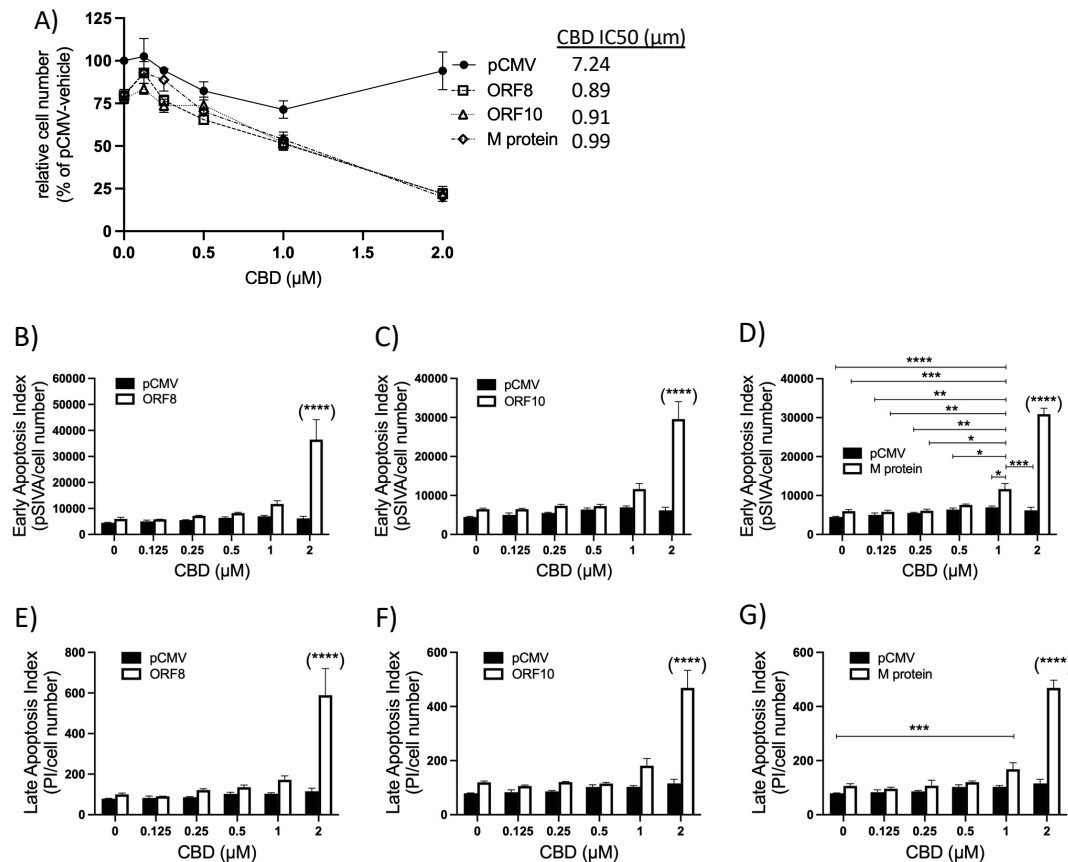 A)
relative cell number
(% of pCMV-vehicle)
125
100
75
50
25
0
0.0 0.5 1.0 1.5 2.0
CBD (µM)
CBD IC50 (µm)
pCMV 7.24
ORF8 0.89
ORF10 0.91
M protein 0.99
B)
Early Apoptosis Index
(pSIVA/cell number)
60000
50000
40000
30000
20000
10000
0
pCMV
ORF8
(****)
0 0.125 0.25 0.5 1 2
CBD (µM)
C)
Early Apoptosis Index
(pSIVA/cell number)
40000
30000
20000
10000
0
pCMV
ORF10
(****)
0 0.125 0.25 0.5 1 2
CBD (µM)
D)
Early Apoptosis Index
(pSIVA/cell number)
40000
30000
20000
10000
0
****
***
**
**
**
*
*
***
*
(****)
pCMV
M protein
0 0.125 0.25 0.5 1 2
CBD (µM)
E)
Late Apoptosis Index
(PI/cell number)
800
600
400
200
0
pCMV
ORF8
(****)
0 0.125 0.25 0.5 1 2
CBD (µM)
F)
Late Apoptosis Index
(PI/cell number)
600
400
200
0
pCMV
ORF10
(****)
0 0.125 0.25 0.5 1 2
CBD (µM)
G)
Late Apoptosis Index
(PI/cell number)
600
400
200
0
pCMV
M protein
***
(****)
0 0.125 0.25 0.5 1 2
CBD (µM)